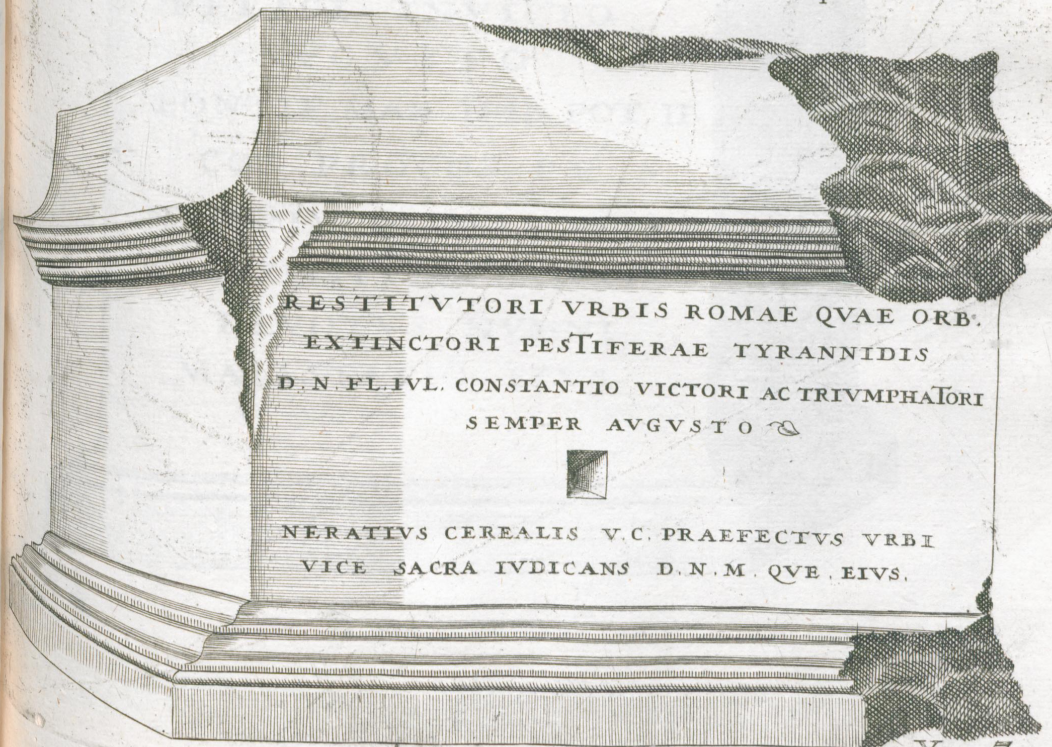 RESTITVTORI VRBIS ROMAE QVAE ORB.
EXTINCTORI PESTIFERAE TYRANNIDIS
D. N. FL. IVL. CONSTANTIO VICTORI AC TRIVMPHATORI
SEMPER AVGVSTO
NERATIVS CEREALIS V. C. PRAEFECTVS VRBI
VICE SACRA IVDICANS D. N. M. QVE. EIVS.